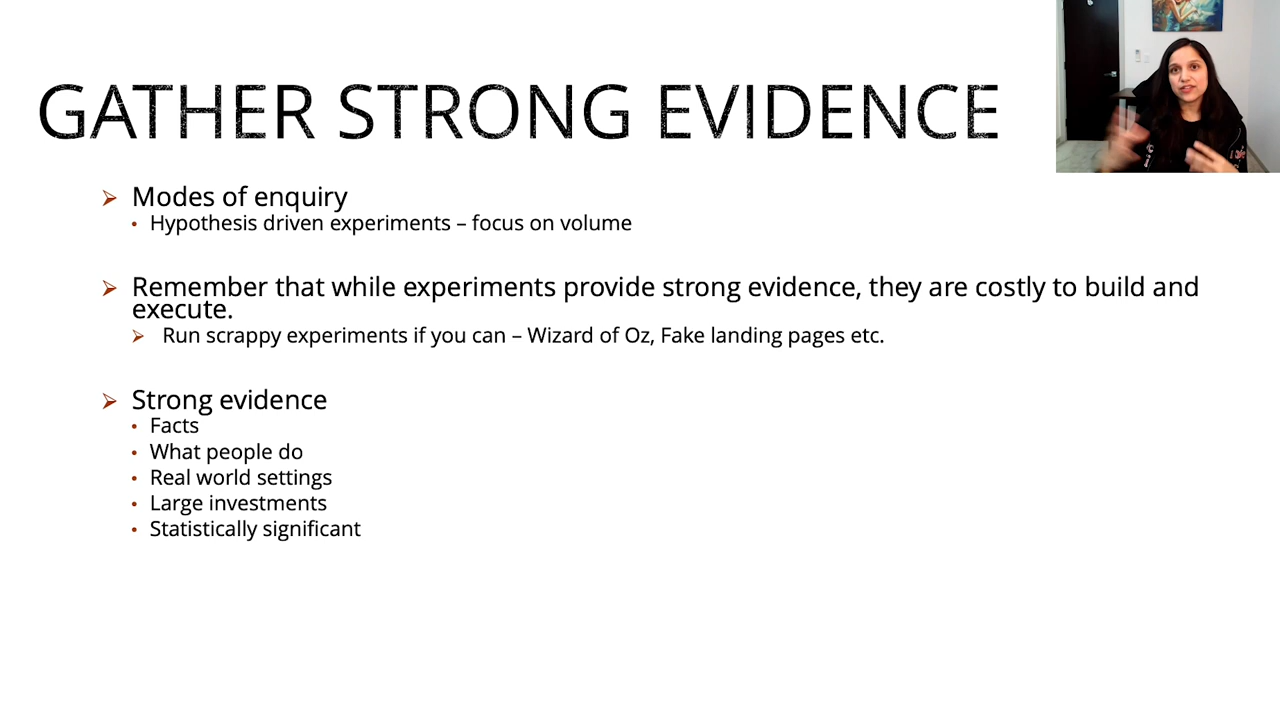 GATHER STRONG EVIDENCE
➢ Modes of enquiry
• Hypothesis driven experiments – focus on volume
➢ Remember that while experiments provide strong evidence, they are costly to build and
execute.
➢ Run scrappy experiments if you can – Wizard of Oz, Fake landing pages etc.
➢ Strong evidence
• Facts
• What people do
• Real world settings
• Large investments
• Statistically significant